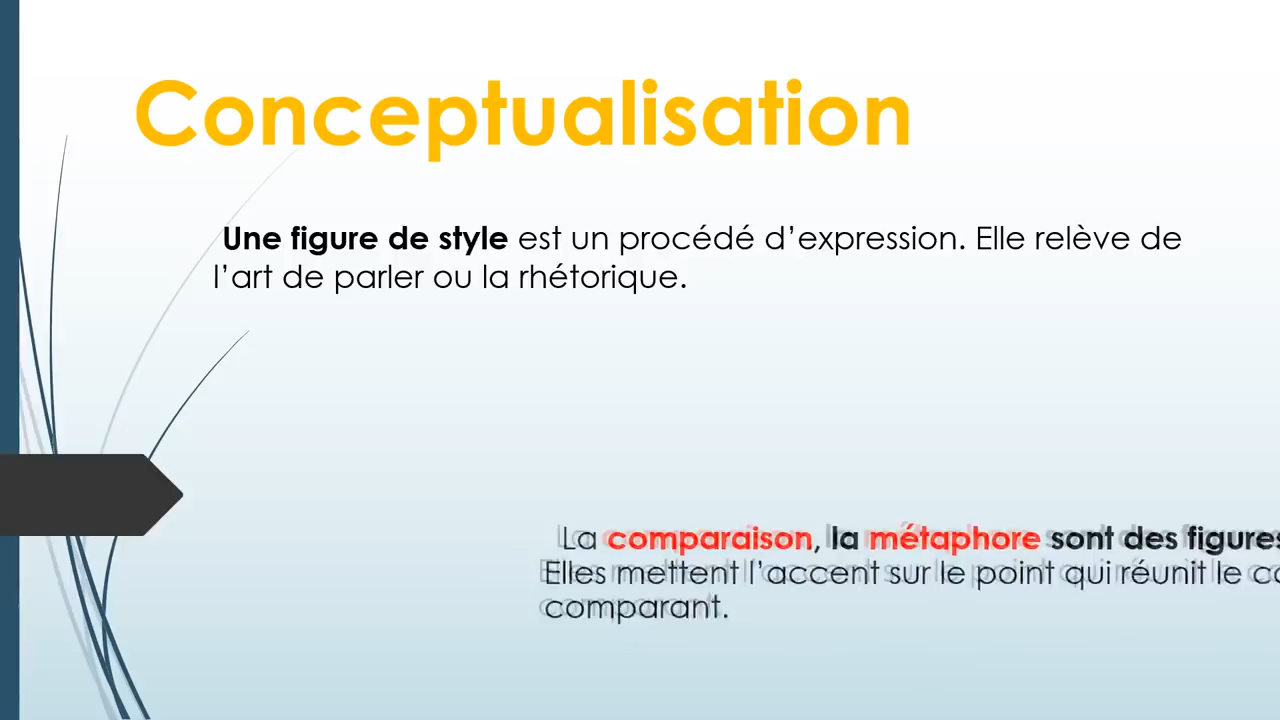 Conceptualisation
Une figure de style est un procédé d’expression. Elle relève de
l’art de parler ou la rhétorique.
La comparaison, la métaphore sont des figures
Elles mettent l’accent sur le point qui réunit le
comparant.